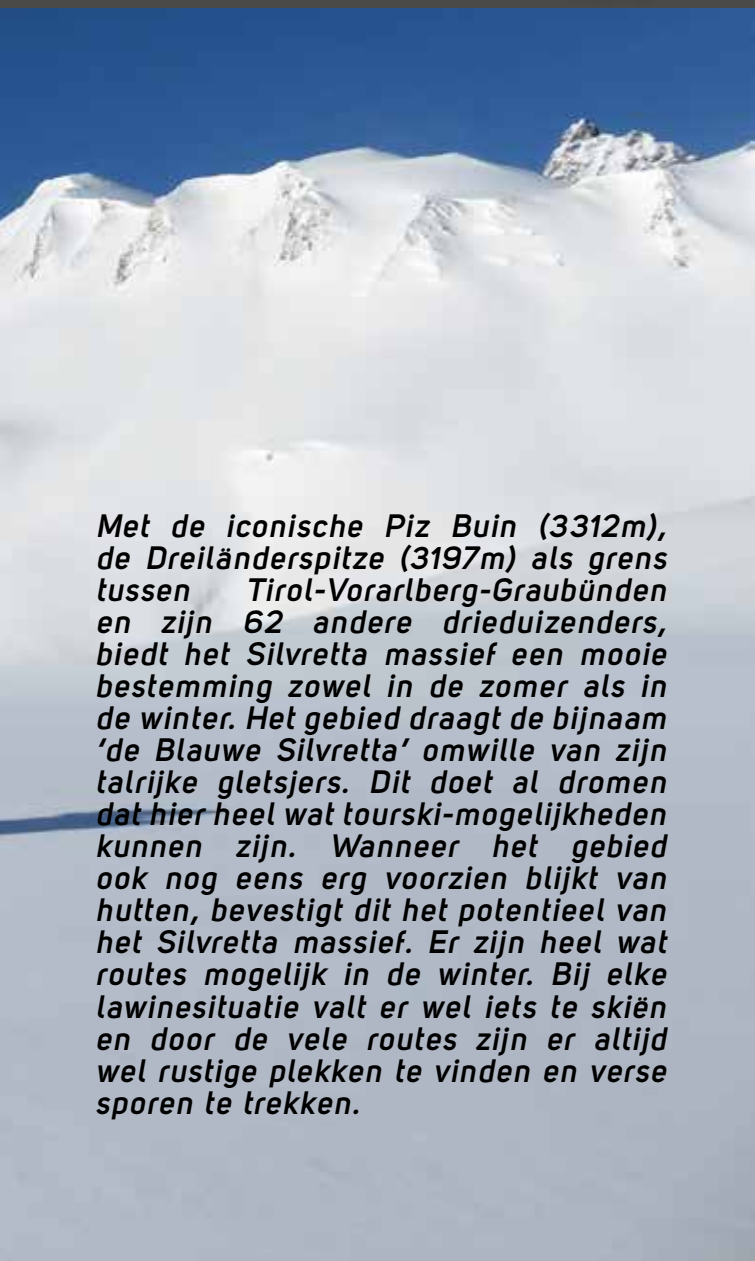 Met de iconische Piz Buin (3312m),
de Dreiländerspitze (3197m) als grens
tussen Tirol-Vorarlberg-Graubünden
en zijn 62 andere drieduizenders,
biedt het Silvretta massief een mooie
bestemming zowel in de zomer als in
de winter. Het gebied draagt de bijnaam
‘de Blauwe Silvretta’ omwille van zijn
talrijke gletsjers. Dit doet al dromen
dat hier heel wat tourski-mogelijkheden
kunnen zijn. Wanneer het gebied
ook nog eens erg voorzien blijkt van
hutten, bevestigt dit het potentieel van
het Silvretta massief. Er zijn heel wat
routes mogelijk in de winter. Bij elke
lawinesituatie valt er wel iets te skiën
en door de vele routes zijn er altijd
wel rustige plekken te vinden en verse
sporen te trekken.